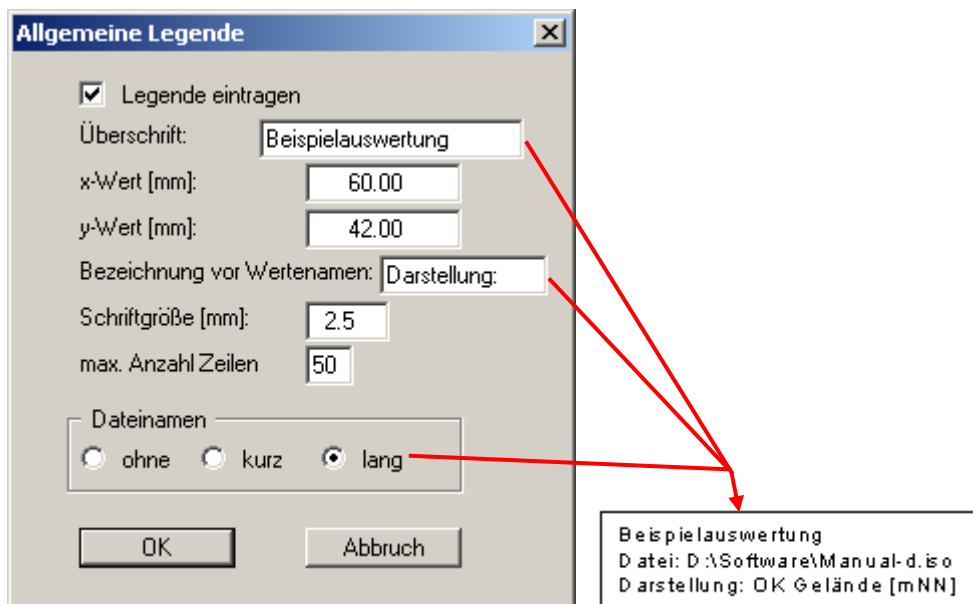 Allgemeine Legende
Legende eintragen
Überschrift: Beispielauswertung
x-Wert [mm]: 60.00
y-Wert [mm]: 42.00
Bezeichnung vor Wertenamen: Darstellung:
Schriftgröße [mm]: 2.5
max. Anzahl Zeilen 50
Dateinamen
ohne kurz lang
OK Abbruch
Beispielauswertung
Datei: D:\Software\Manual-d.iso
Darstellung: OK Gelände [mNN]